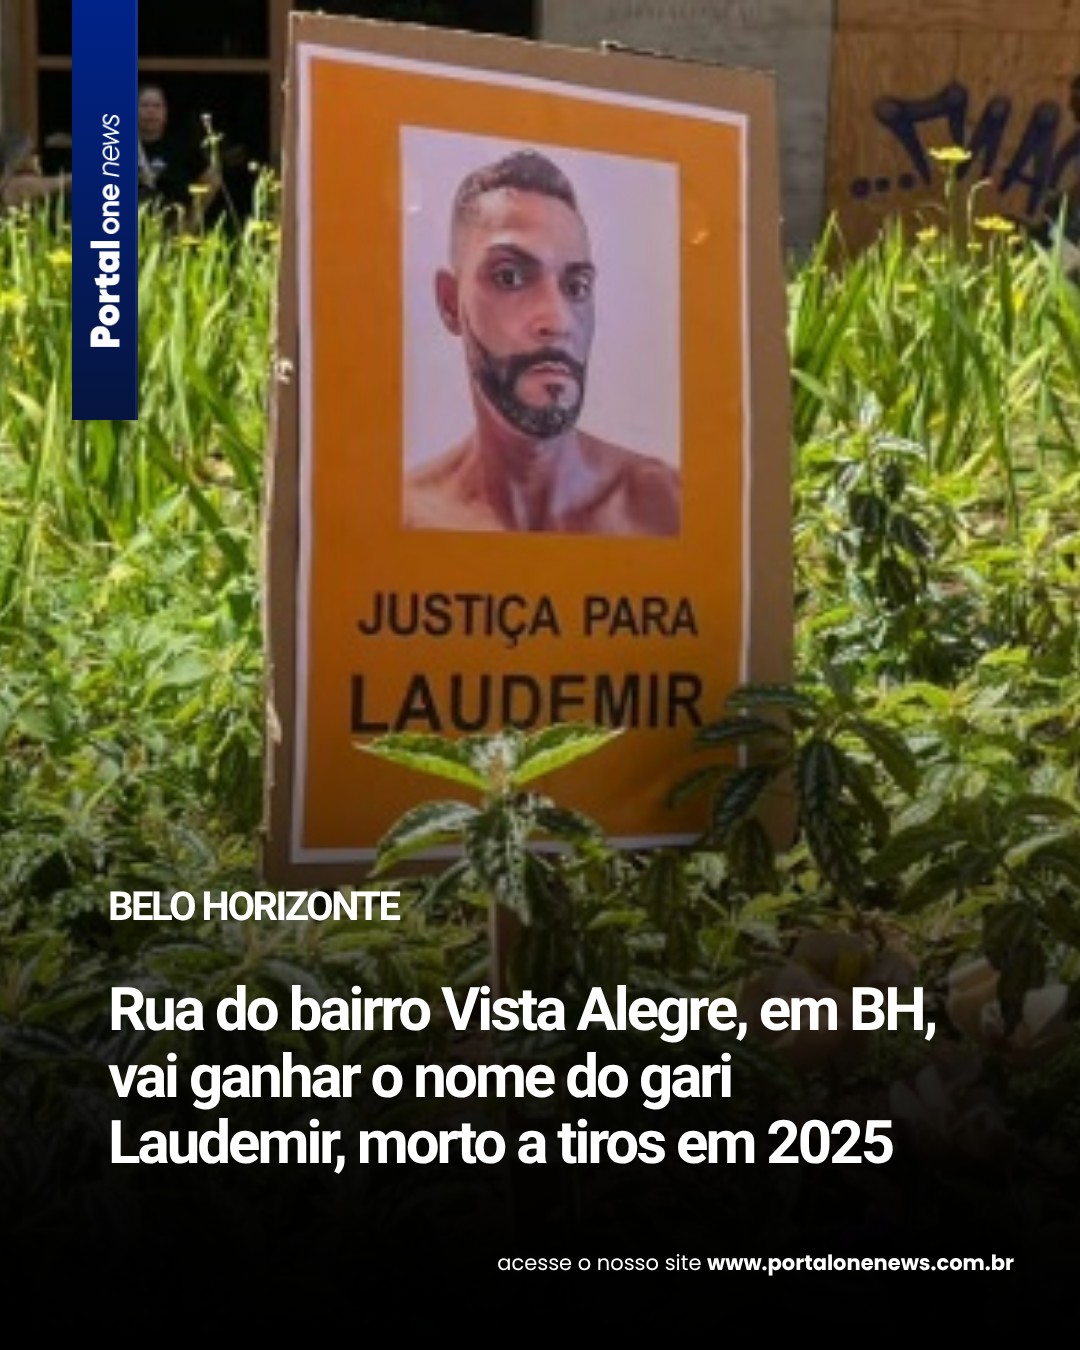 Portal one news
JUSTIÇA PARA
LAUDEMIR
BELO HORIZONTE
Rua do bairro Vista Alegre, em BH,
vai ganhar o nome do gari
Laudemir, morto a tiros em 2025
acesse o nosso site www.portalonenews.com.br